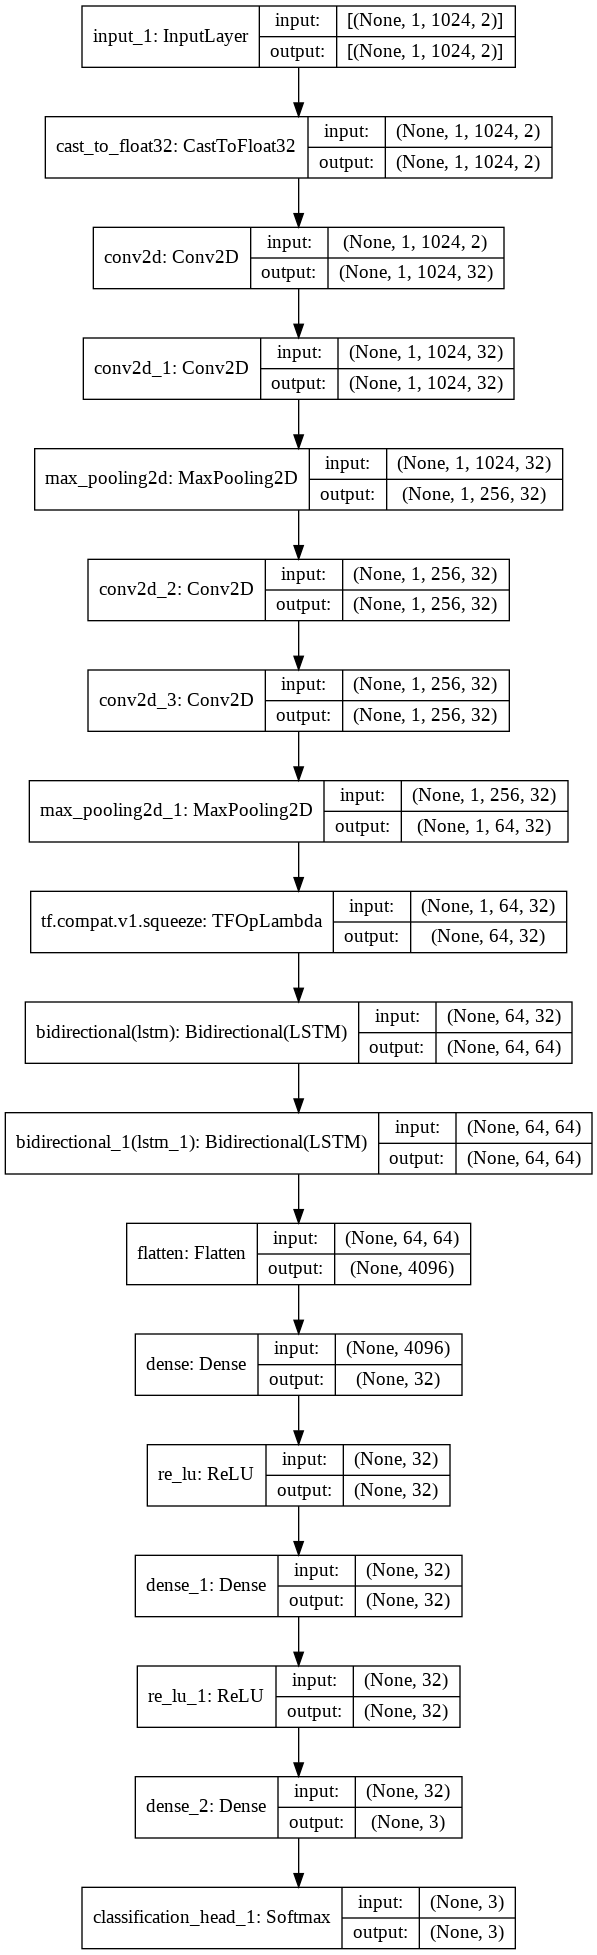 input_1: InputLayer
input: [(None, 1, 1024, 2)]
output: [(None, 1, 1024, 2)]
cast_to_float32: CastToFloat32
input: (None, 1, 1024, 2)
output: (None, 1, 1024, 2)
conv2d: Conv2D
input: (None, 1, 1024, 2)
output: (None, 1, 1024, 32)
conv2d_1: Conv2D
input: (None, 1, 1024, 32)
output: (None, 1, 1024, 32)
max_pooling2d: MaxPooling2D
input: (None, 1, 1024, 32)
output: (None, 1, 256, 32)
conv2d_2: Conv2D
input: (None, 1, 256, 32)
output: (None, 1, 256, 32)
conv2d_3: Conv2D
input: (None, 1, 256, 32)
output: (None, 1, 256, 32)
max_pooling2d_1: MaxPooling2D
input: (None, 1, 256, 32)
output: (None, 1, 64, 32)
tf.compat.v1.squeeze: TFOpLambda
input: (None, 1, 64, 32)
output: (None, 64, 32)
bidirectional(lstm): Bidirectional(LSTM)
input: (None, 64, 32)
output: (None, 64, 64)
bidirectional_1(lstm_1): Bidirectional(LSTM)
input: (None, 64, 64)
output: (None, 64, 64)
flatten: Flatten
input: (None, 64, 64)
output: (None, 4096)
dense: Dense
input: (None, 4096)
output: (None, 32)
re_lu: ReLU
input: (None, 32)
output: (None, 32)
dense_1: Dense
input: (None, 32)
output: (None, 32)
re_lu_1: ReLU
input: (None, 32)
output: (None, 32)
dense_2: Dense
input: (None, 32)
output: (None, 3)
classification_head_1: Softmax
input: (None, 3)
output: (None, 3)